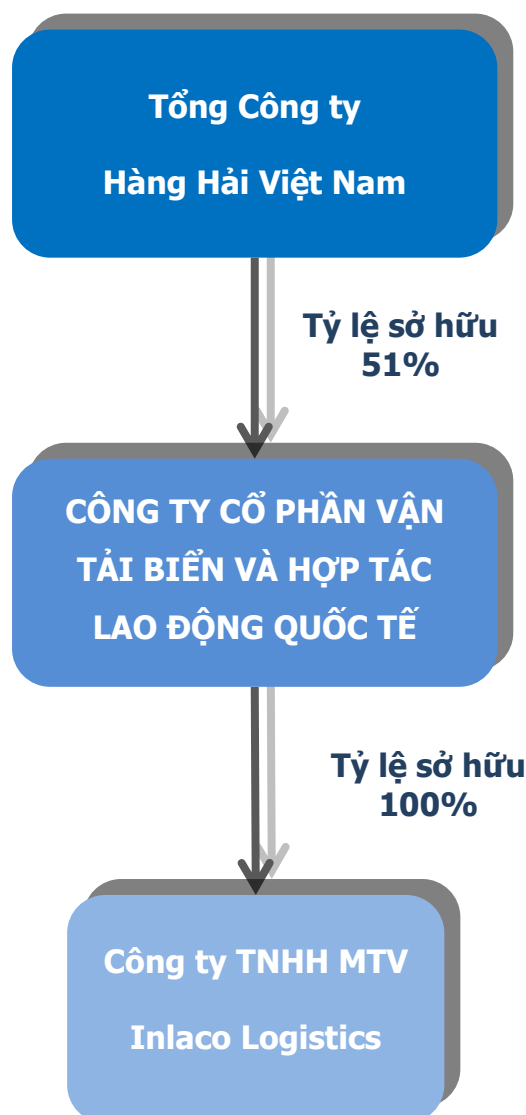 Tổng Công ty
Hàng Hải Việt Nam
Tỷ lệ sở hữu
51%
CÔNG TY CỔ PHẦN VẬN
TẢI BIỂN VÀ HỢP TÁC
LAO ĐỘNG QUỐC TẾ
Tỷ lệ sở hữu
100%
Công ty TNHH MTV
Inlaco Logistics